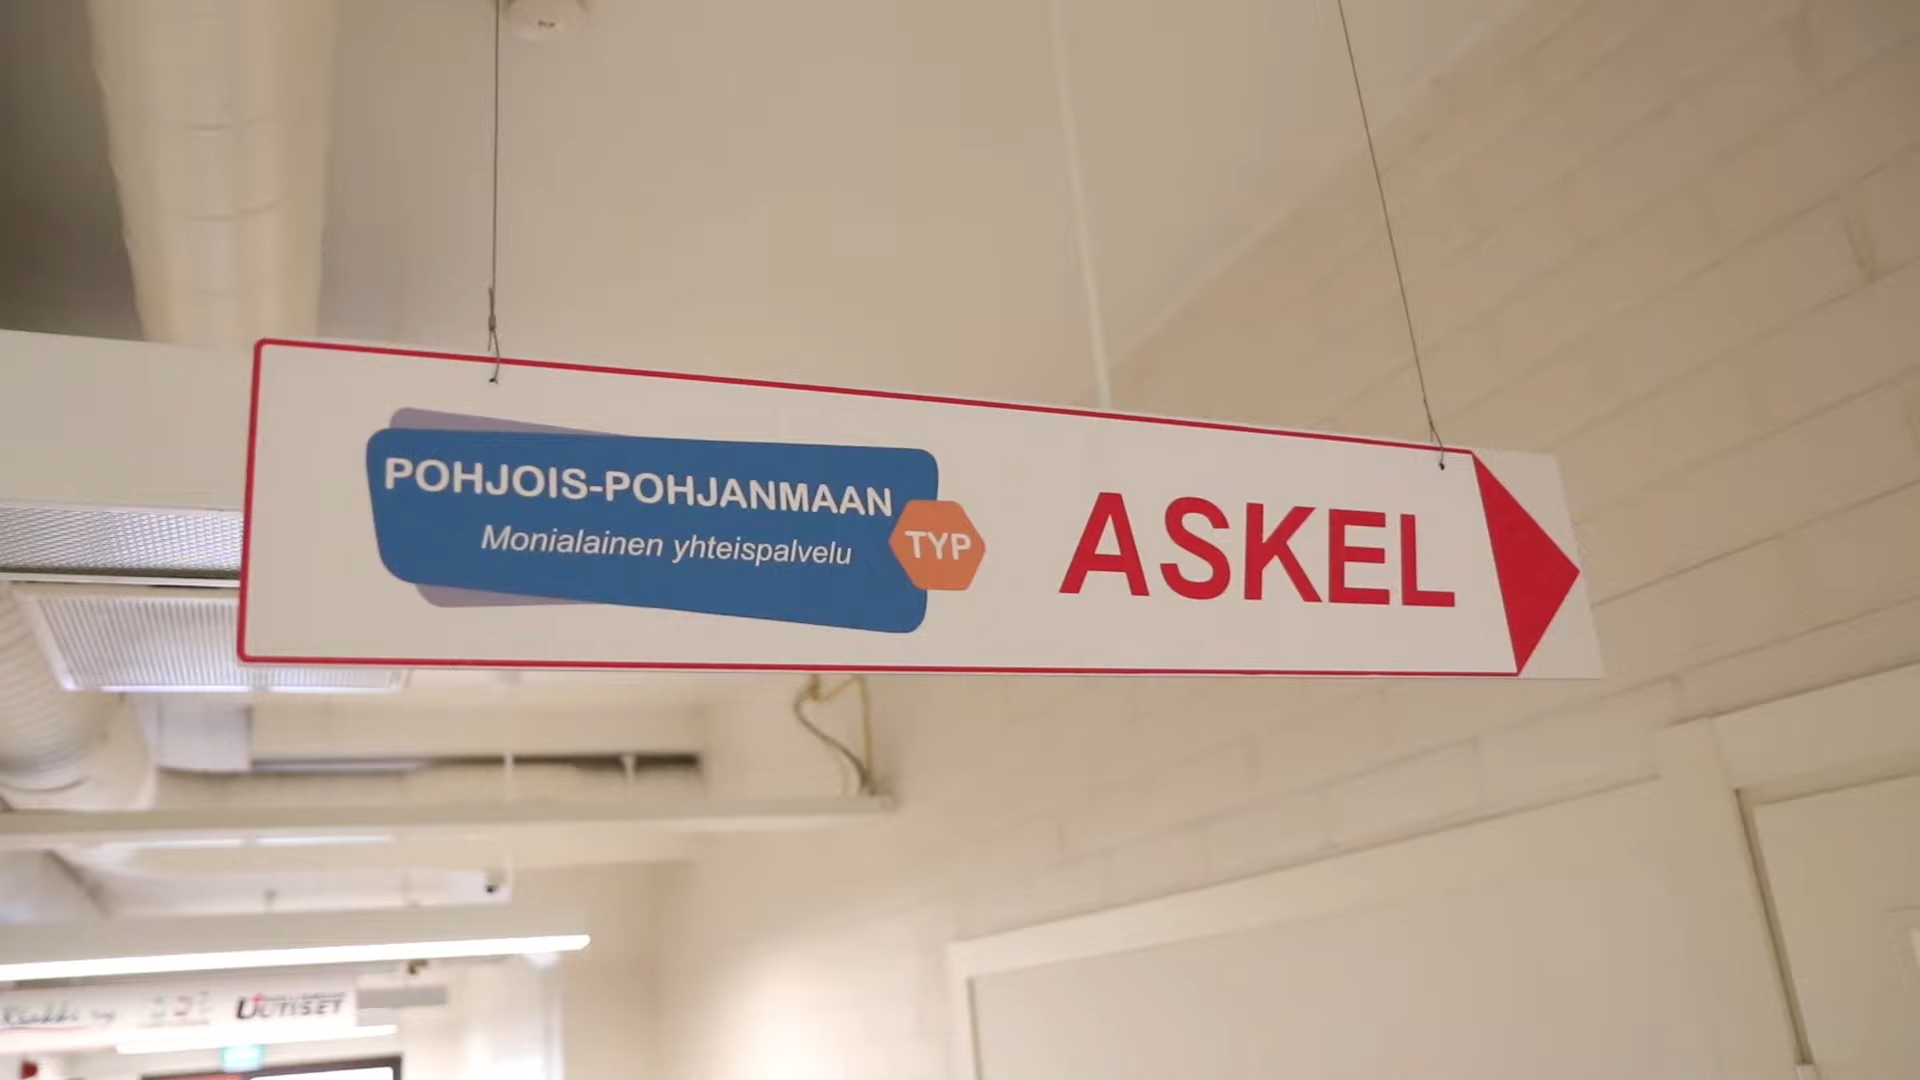 POHJOIS-POHJANMAAN
Monialainen yhteispalvelu
TYP
ASKEL
UUTISET